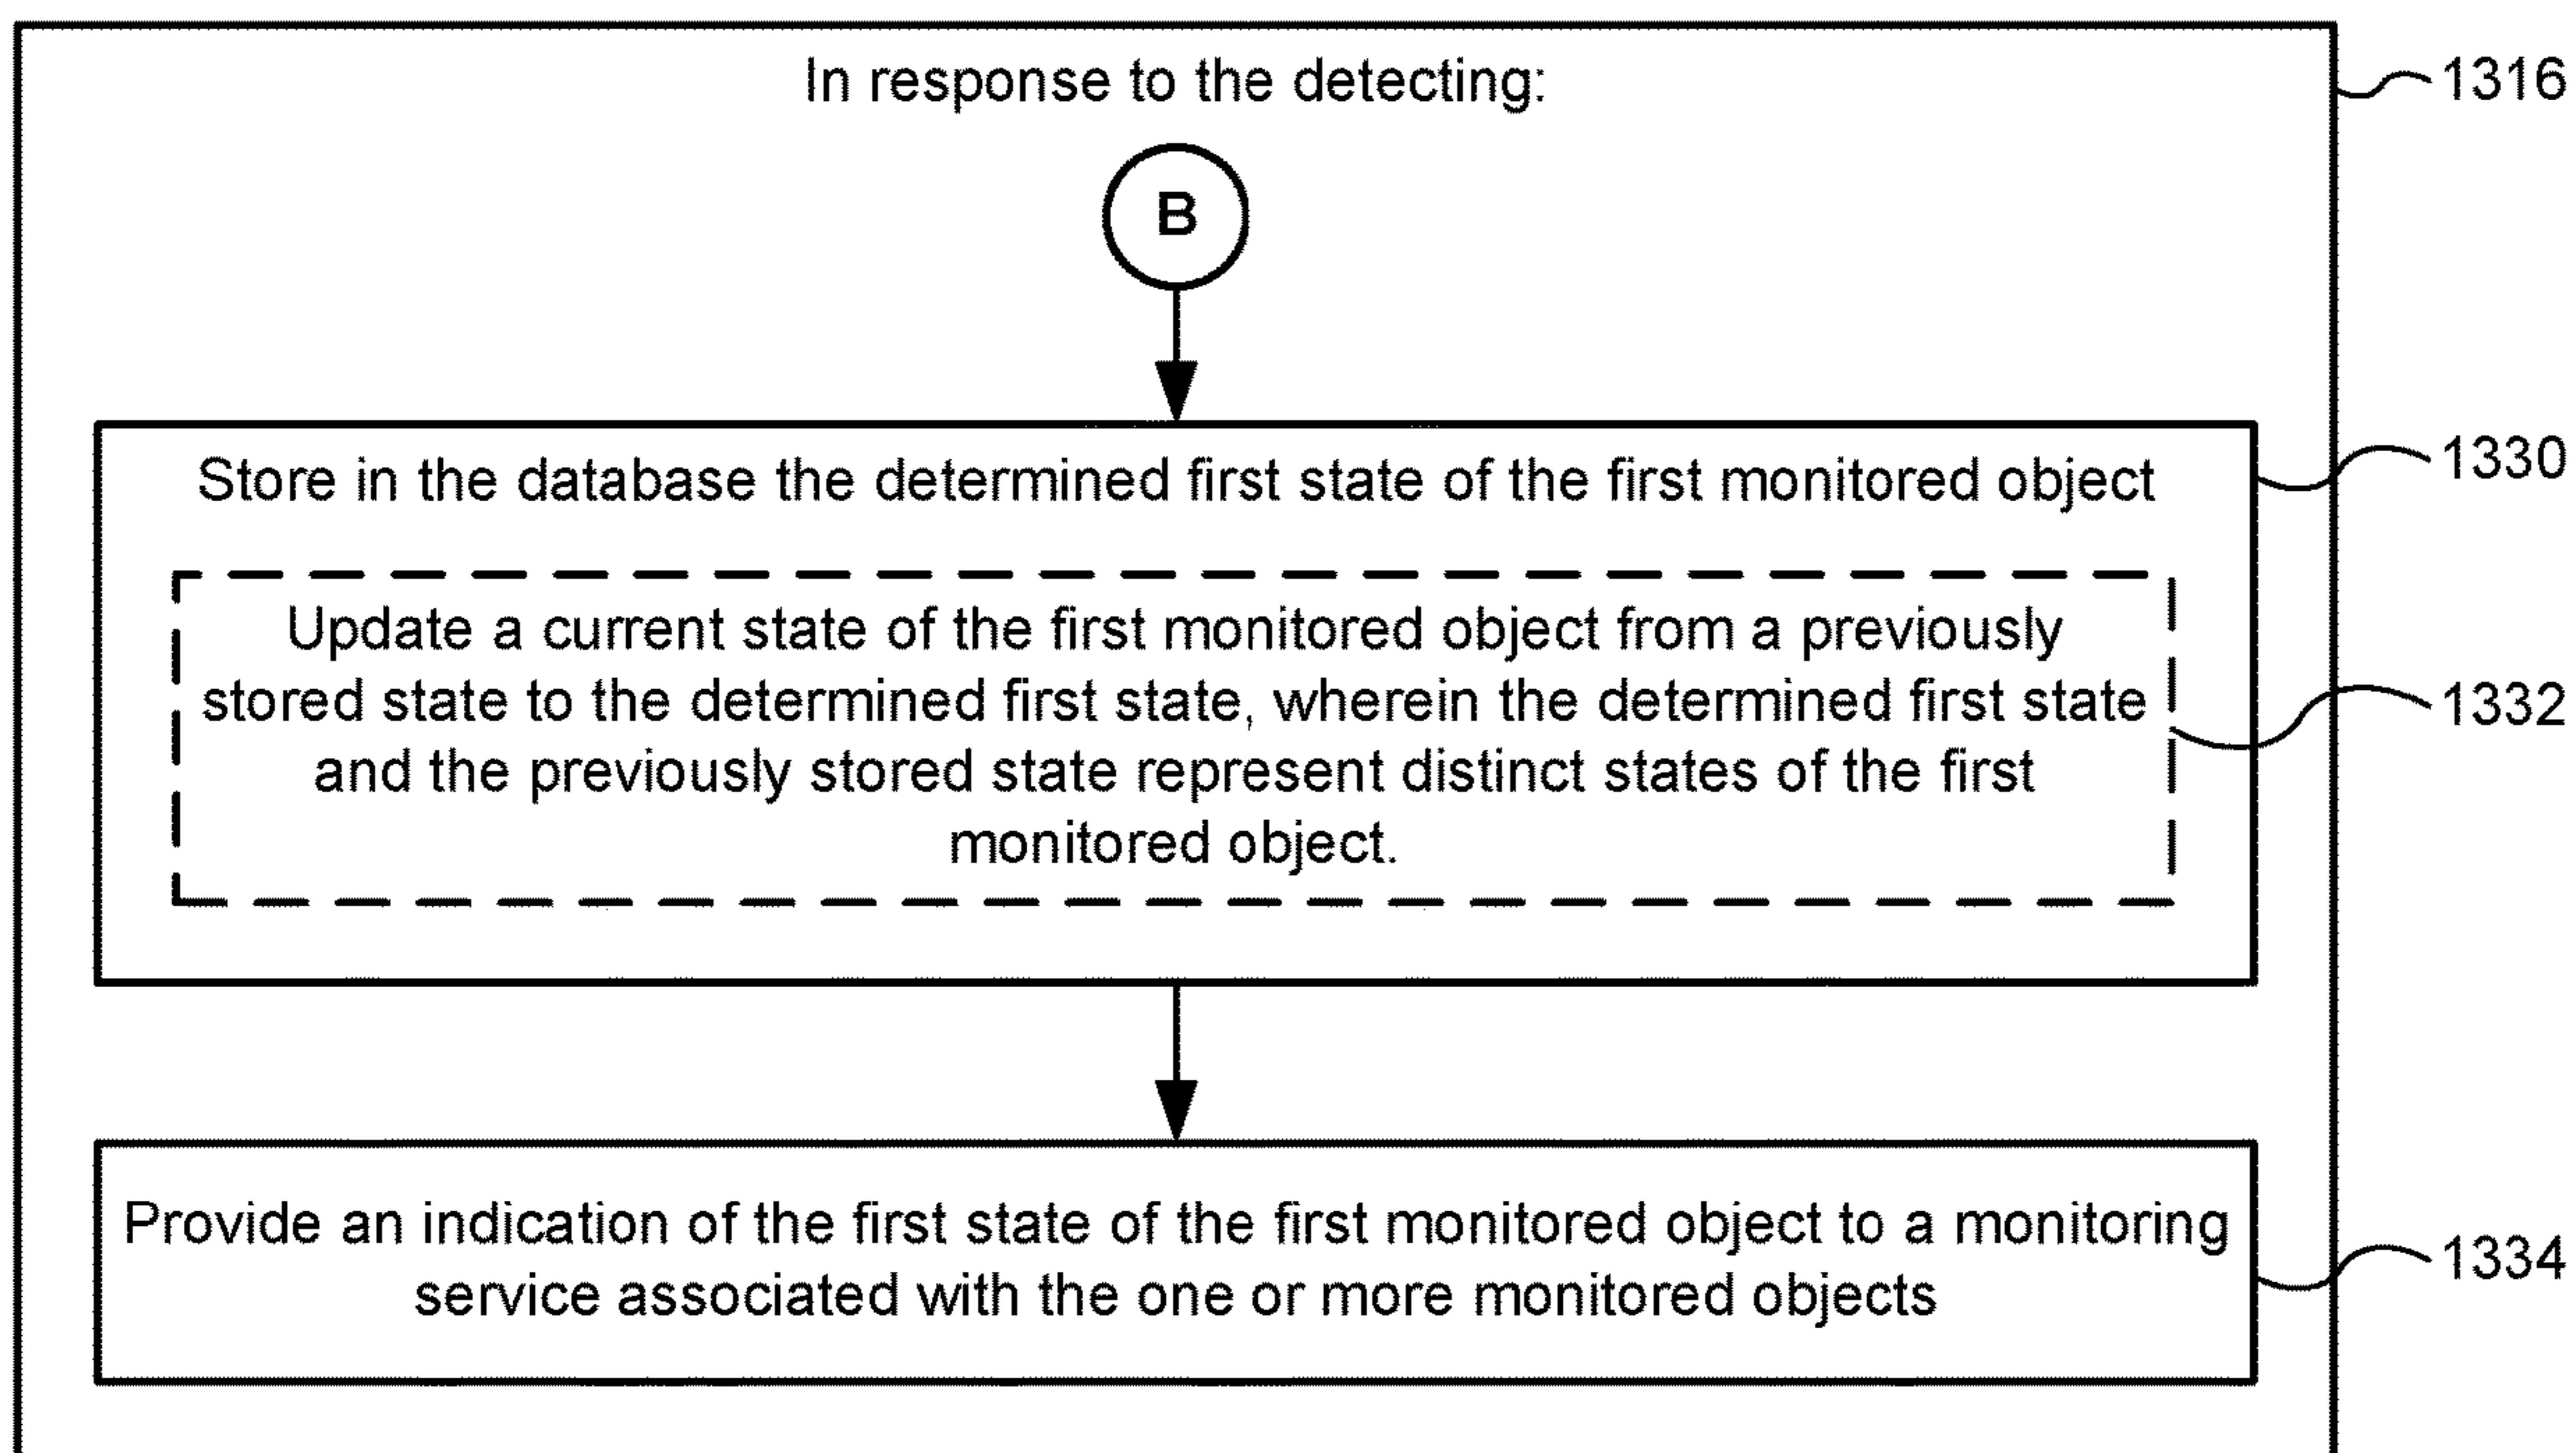 In response to the detecting:
1316
B
Store in the database the determined first state of the first monitored object
1330
Update a current state of the first monitored object from a previously
stored state to the determined first state, wherein the determined first state
1332
and the previously stored state represent distinct states of the first
monitored object.
Provide an indication of the first state of the first monitored object to a monitoring
1334
service associated with the one or more monitored objects